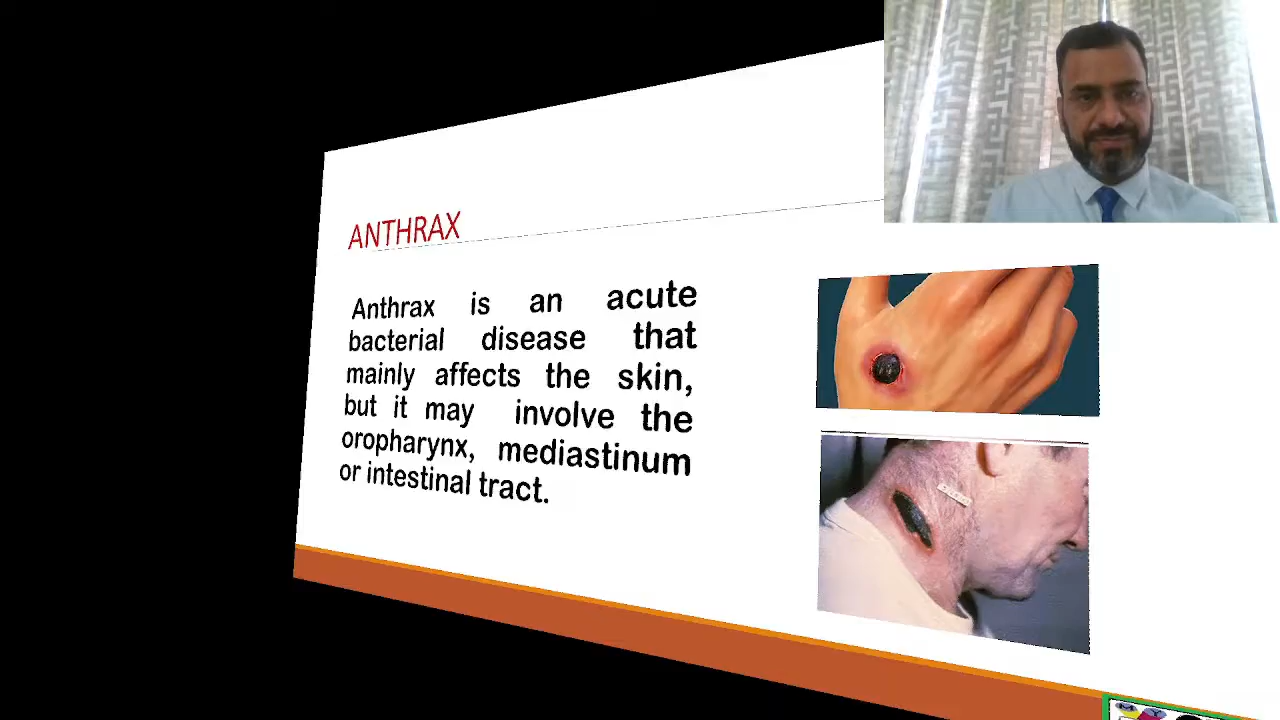 ANTHRAX
Anthrax is an acute
bacterial disease that
mainly affects the skin,
but it may involve the
oropharynx, mediastinum
or intestinal tract.